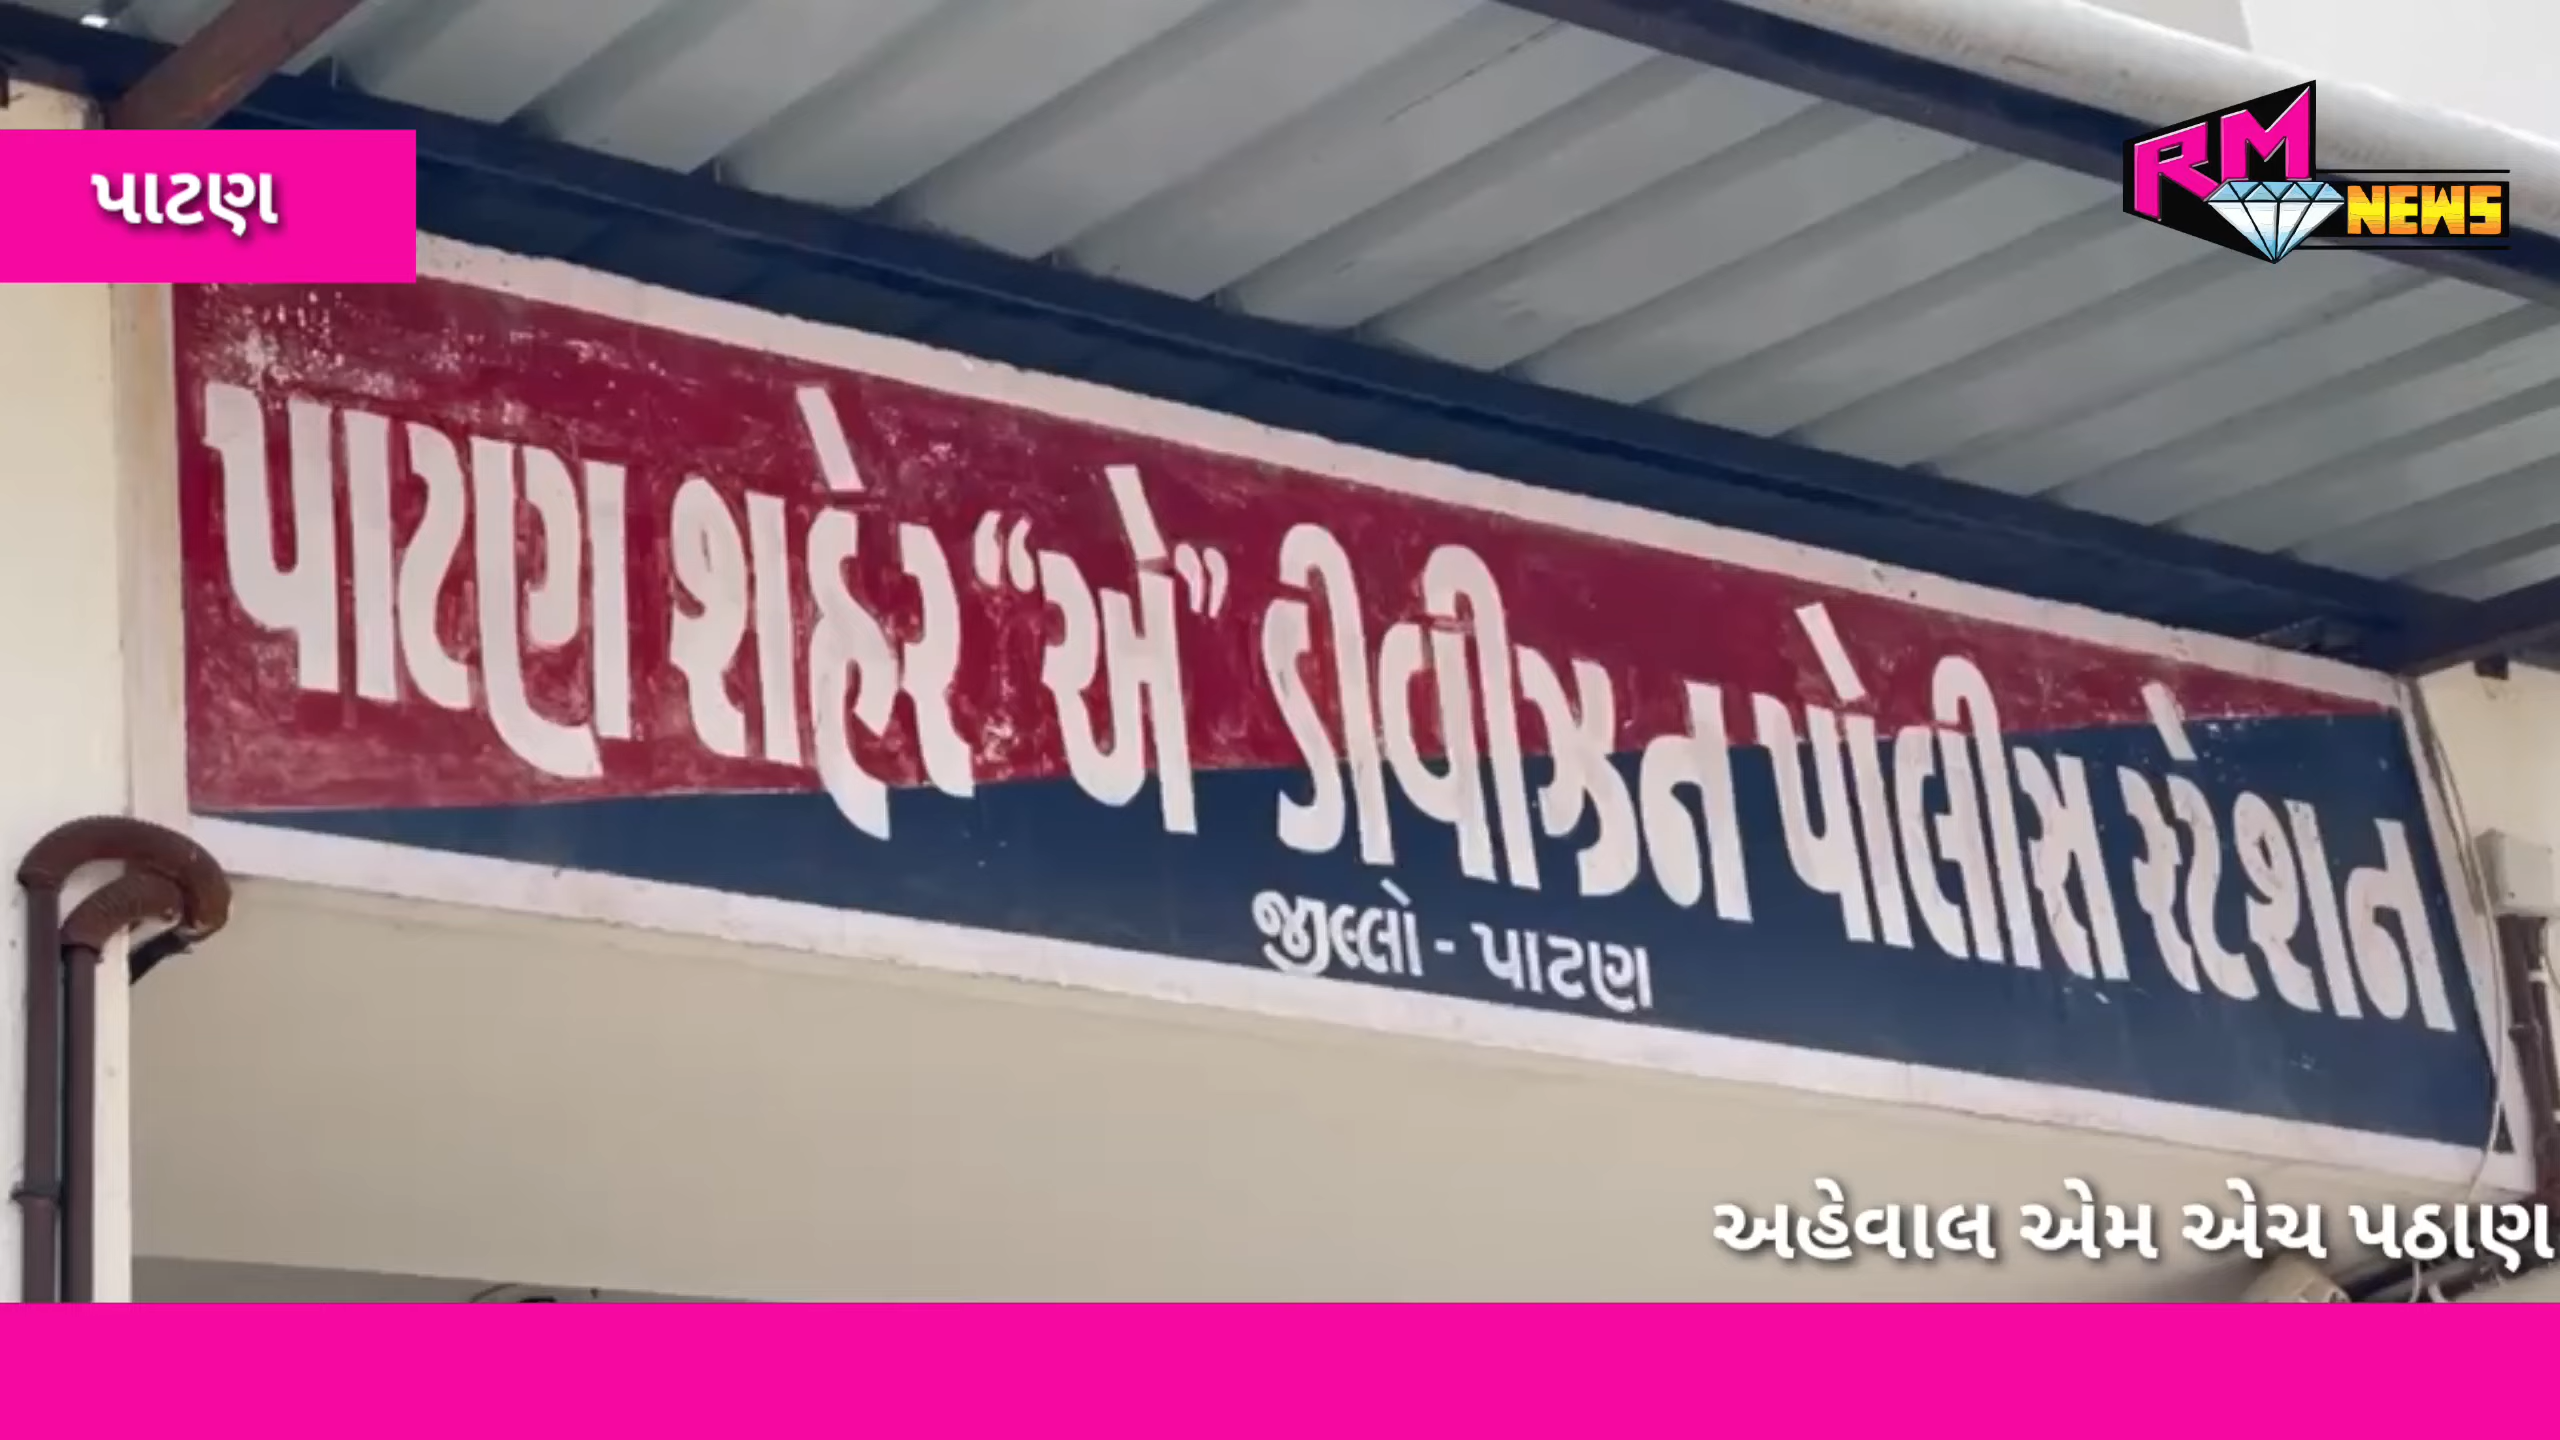 પાટણ
RM NEWS
પાટણ શહેર “એ” ડીવીઝન પોલીસ સ્ટેશન
જીલ્લો - પાટણ
અહેવાલ એમ એચ પઠાણ